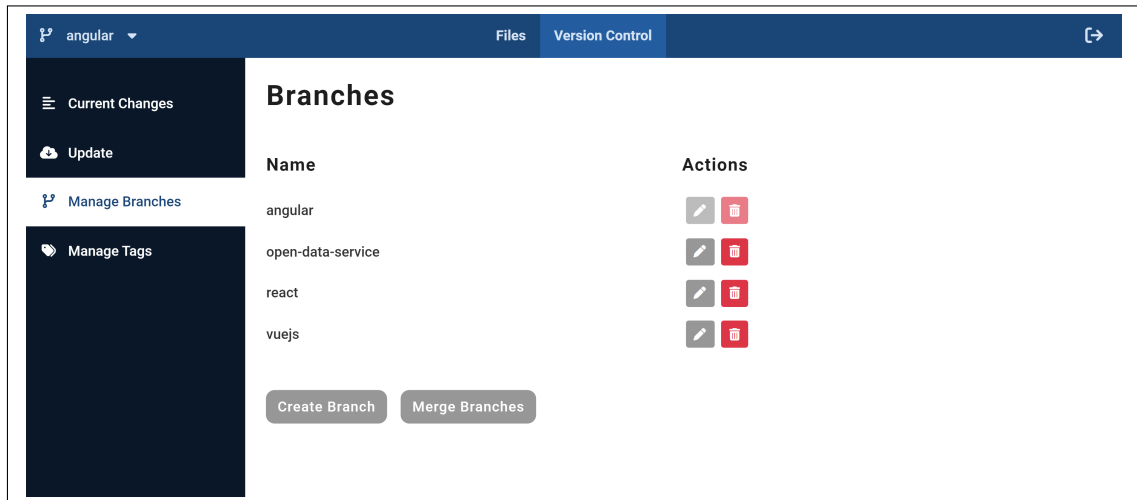 angular Files Version Control
Current Changes
Update
Manage Branches
Manage Tags
Branches
Name Actions
angular
open-data-service
react
vuejs
Create Branch Merge Branches